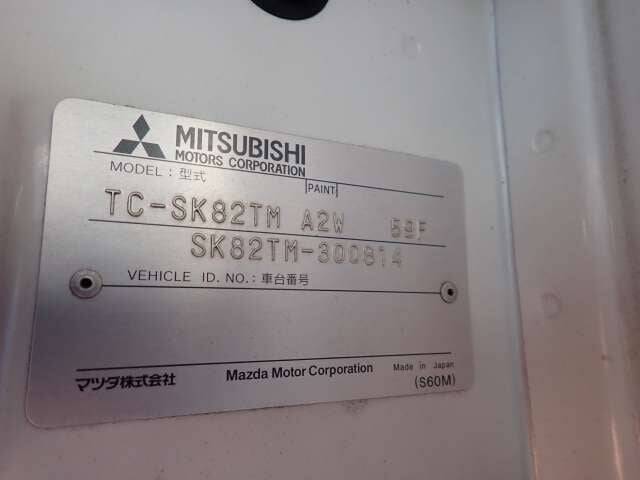 MITSUBISHI
MOTORS CORPORATION
MODEL : 型式
PAINT
TC-SK82TM A2W 59F
SK82TM-300814
VEHICLE ID. NO. : 車台番号
マツダ株式会社 Mazda Motor Corporation Made in Japan
(S60M)